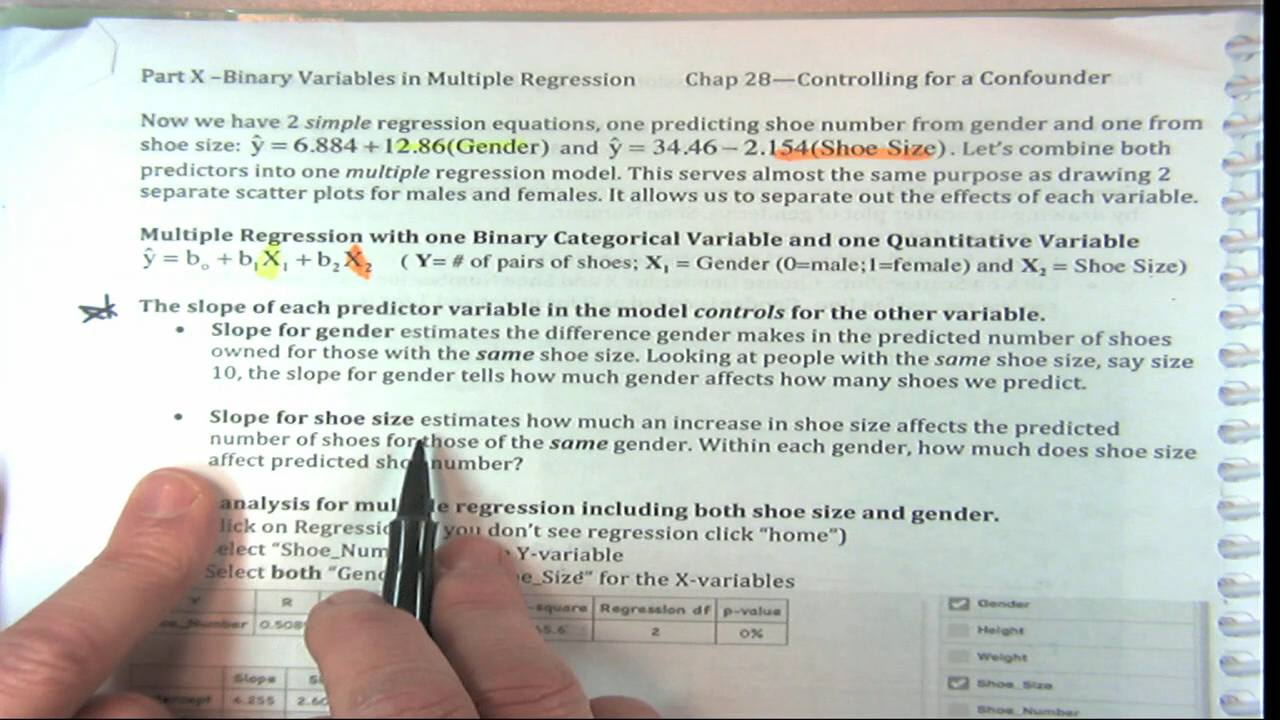 Part X –Binary Variables in Multiple Regression Chap 28—Controlling for a Confounder
Now we have 2 simple regression equations, one predicting shoe number from gender and one from
shoe size: ŷ = 6.884 + 12.86(Gender) and ŷ = 34.46 – 2.154(Shoe Size). Let's combine both
predictors into one multiple regression model. This serves almost the same purpose as drawing 2
separate scatter plots for males and females. It allows us to separate out the effects of each variable.
Multiple Regression with one Binary Categorical Variable and one Quantitative Variable
ŷ = b₀ + b₁X₁ + b₂X₂ ( Y= # of pairs of shoes; X₁ = Gender (0=male;1=female) and X₂ = Shoe Size)
The slope of each predictor variable in the model controls for the other variable.
• Slope for gender estimates the difference gender makes in the predicted number of shoes
owned for those with the same shoe size. Looking at people with the same shoe size, say size
10, the slope for gender tells how much gender affects how many shoes we predict.
• Slope for shoe size estimates how much an increase in shoe size affects the predicted
number of shoes for those of the same gender. Within each gender, how much does shoe size
affect predicted number?
analysis for regression including both shoe size and gender.
on you don't see regression click "home")
"Shoe_Num Y-variable
Select both "Gend e_Size" for the X-variables
Y R -square Regression df p-value
_Number 0.508 5.6 2 0%
Slope
4.255 2.6
Gender
Height
Weight
Shoe_Size
Shoe_Number